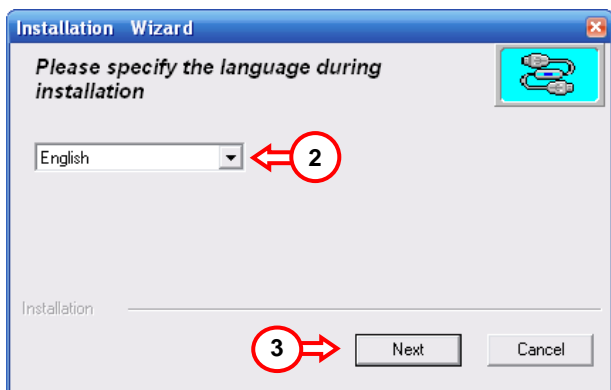 Installation Wizard
Please specify the language during
installation
English
2
Installation
3
Next
Cancel